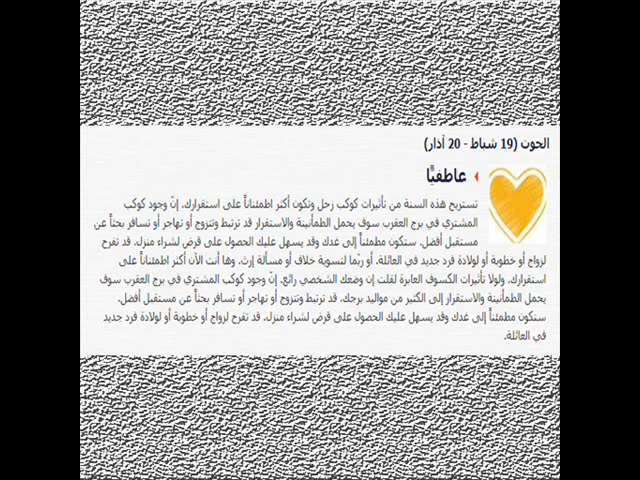 الحوت (19 شباط - 20 أذار)
عاطفيًّا
تستريح هذه السنة من تأثيرات كوكب زحل وتكون أكثر اطمئناناً على استقرارك. إنّ وجود كوكب
المشتري في برج العقرب سوف يحمل الطمأنينة والاستقرار قد ترتبط وتتزوج أو تهاجر أو تسافر بحثاً عن
مستقبل أفضل. ستكون مطمئناً إلى غدك وقد يسهل عليك الحصول على قرض لشراء منزل. قد تفرح
لزواج أو خطوبة أو لولادة فرد جديد في العائلة. أو ربّما لتسوية خلاف أو مسألة إرث. وها أنت الآن أكثر اطمئناناً على
استقرارك. ولولا تأثيرات الكسوف العابرة لقلت إن وضعك الشخصي رائع. إنّ وجود كوكب المشتري في برج العقرب سوف
يحمل الطمأنينة والاستقرار إلى الكثير من مواليد برجك. قد ترتبط وتتزوج أو تهاجر أو تسافر بحثاً عن مستقبل أفضل.
ستكون مطمئناً إلى غدك وقد يسهل عليك الحصول على قرض لشراء منزل. قد تفرح لزواج أو خطوبة أو لولادة فرد جديد
في العائلة.